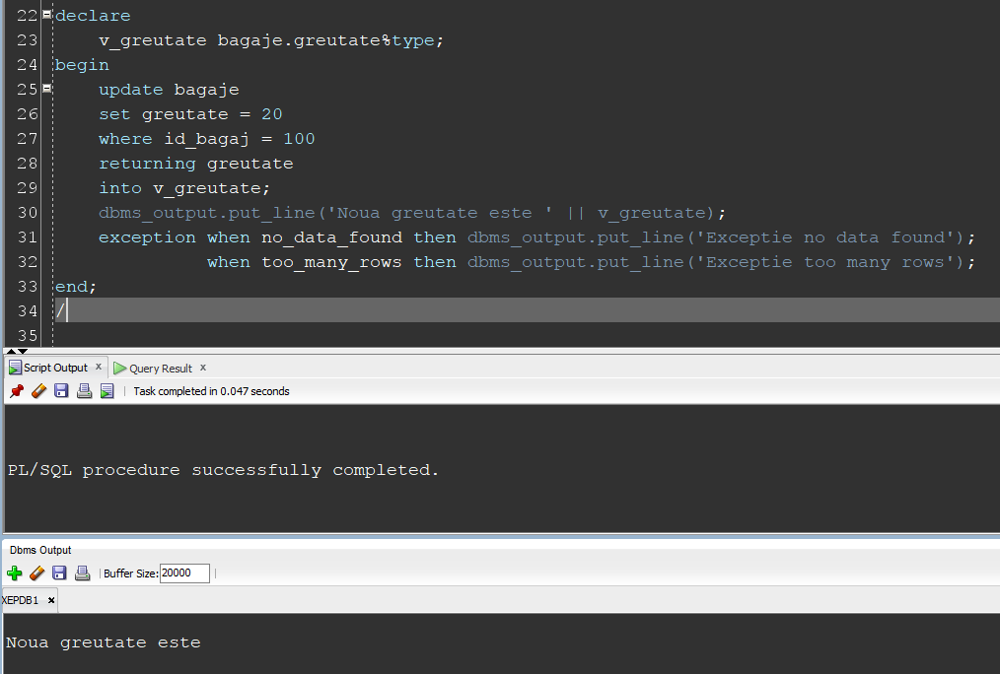 22 declare
23 v_greutate bagaje.greutate%type;
24 begin
25 update bagaje
26 set greutate = 20
27 where id_bagaj = 100
28 returning greutate
29 into v_greutate;
30 dbms_output.put_line('Noua greutate este ' || v_greutate);
31 exception when no_data_found then dbms_output.put_line('Exceptie no data found');
32 when too_many_rows then dbms_output.put_line('Exceptie too many rows');
33 end;
34 /
35
Script Output x Query Result x
Task completed in 0.047 seconds
PL/SQL procedure successfully completed.
Dbms Output
Buffer Size: 20000
XEPDB1 x
Noua greutate este